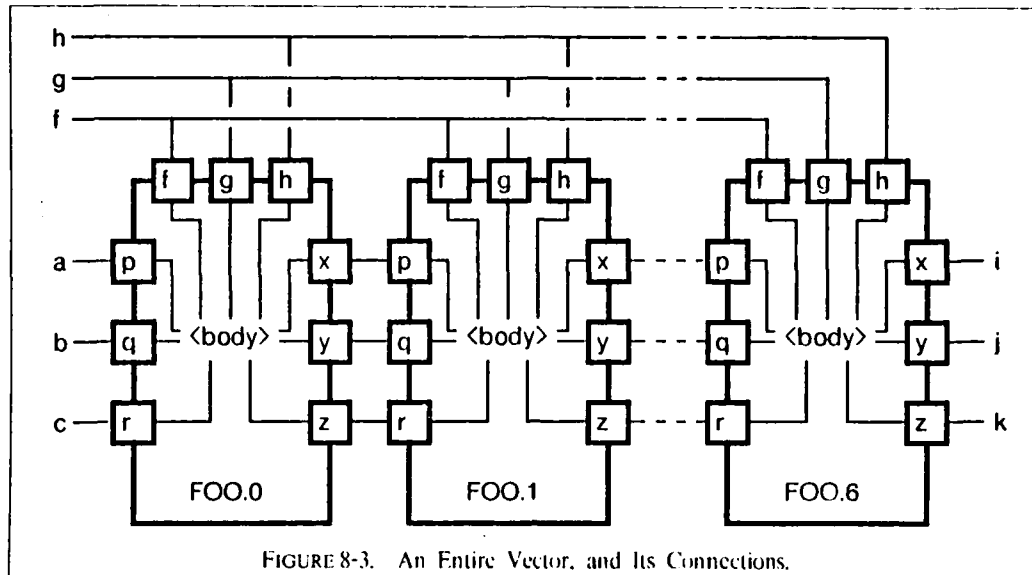 h
g
f
f g h f g h f g h
a p x p x p x i
b q <body> y q <body> y q <body> y j
c r z r z r z k
FOO.0 FOO.1 FOO.6
FIGURE 8-3. An Entire Vector, and Its Connections.